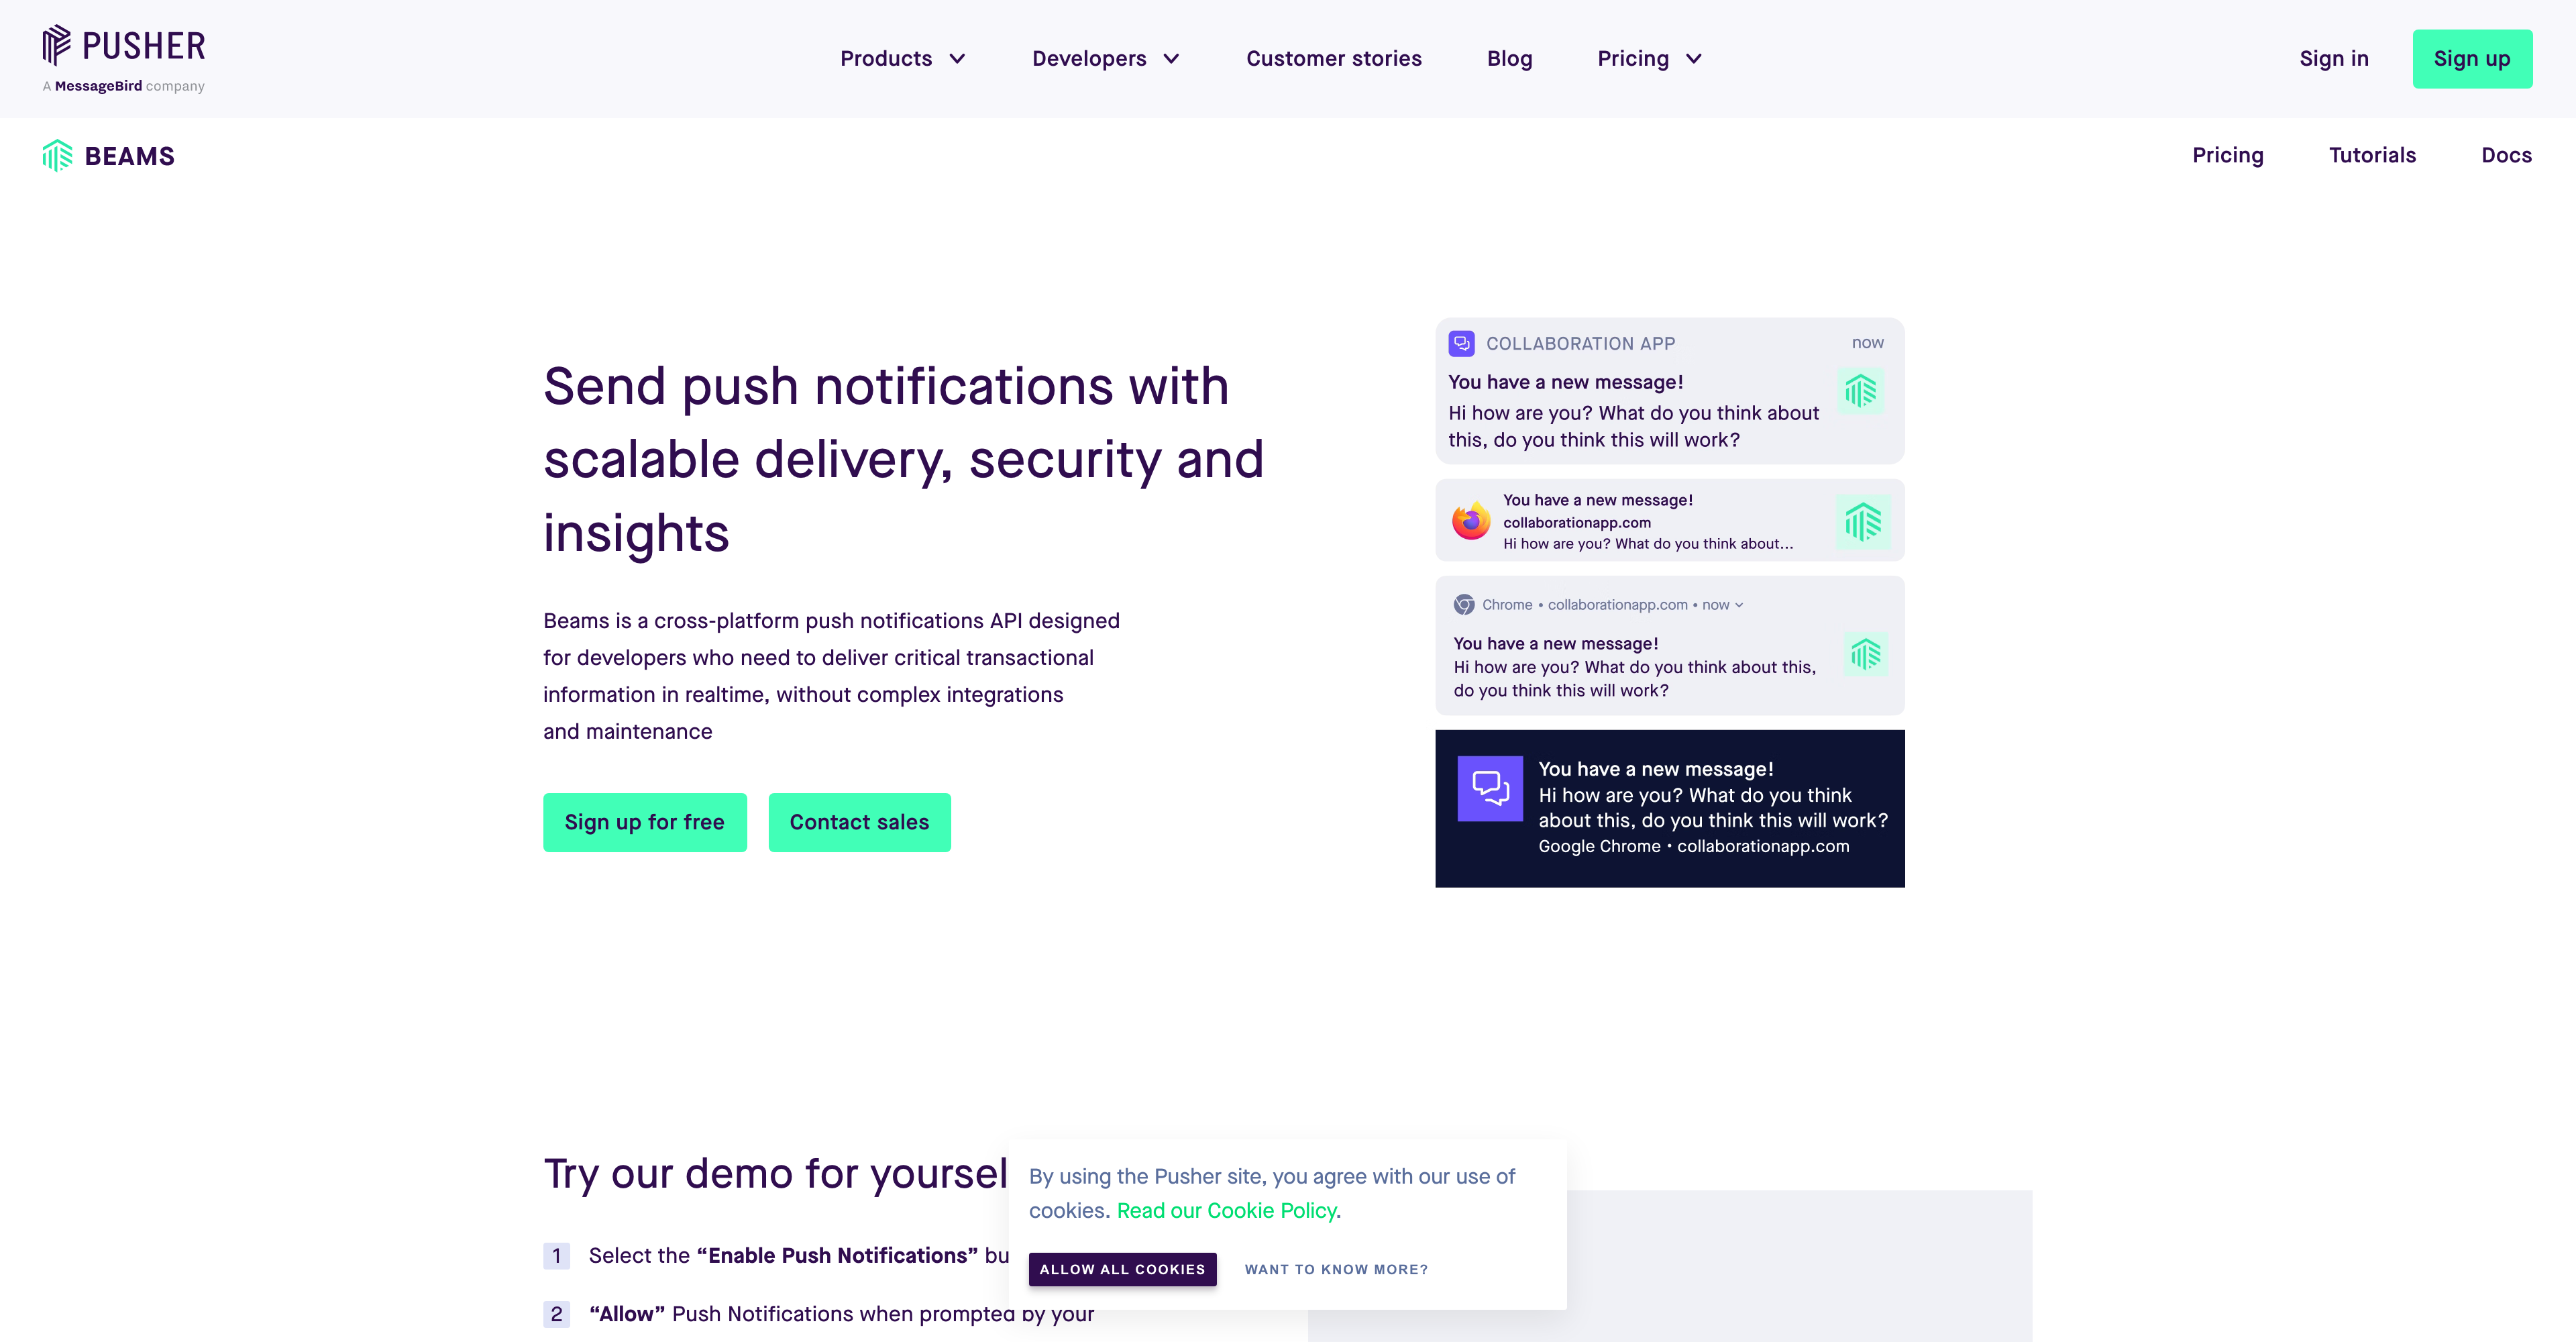 PUSHER
A MessageBird company
Products
Developers
Customer stories
Blog
Pricing
Sign in
Sign up
BEAMS
Pricing
Tutorials
Docs
Send push notifications with
scalable delivery, security and
insights
Beams is a cross-platform push notifications API designed
for developers who need to deliver critical transactional
information in realtime, without complex integrations
and maintenance
Sign up for free
Contact sales
COLLABORATION APP
now
You have a new message!
Hi how are you? What do you think about
this, do you think this will work?
You have a new message!
collaborationapp.com
Hi how are you? What do you think about...
Chrome • collaborationapp.com • now
You have a new message!
Hi how are you? What do you think about this,
do you think this will work?
You have a new message!
Hi how are you? What do you think
about this, do you think this will work?
Google Chrome • collaborationapp.com
Try our demo for yoursel
1 Select the “Enable Push Notifications” bu
2 “Allow” Push Notifications when prompted by your
By using the Pusher site, you agree with our use of
cookies. Read our Cookie Policy.
ALLOW ALL COOKIES
WANT TO KNOW MORE?